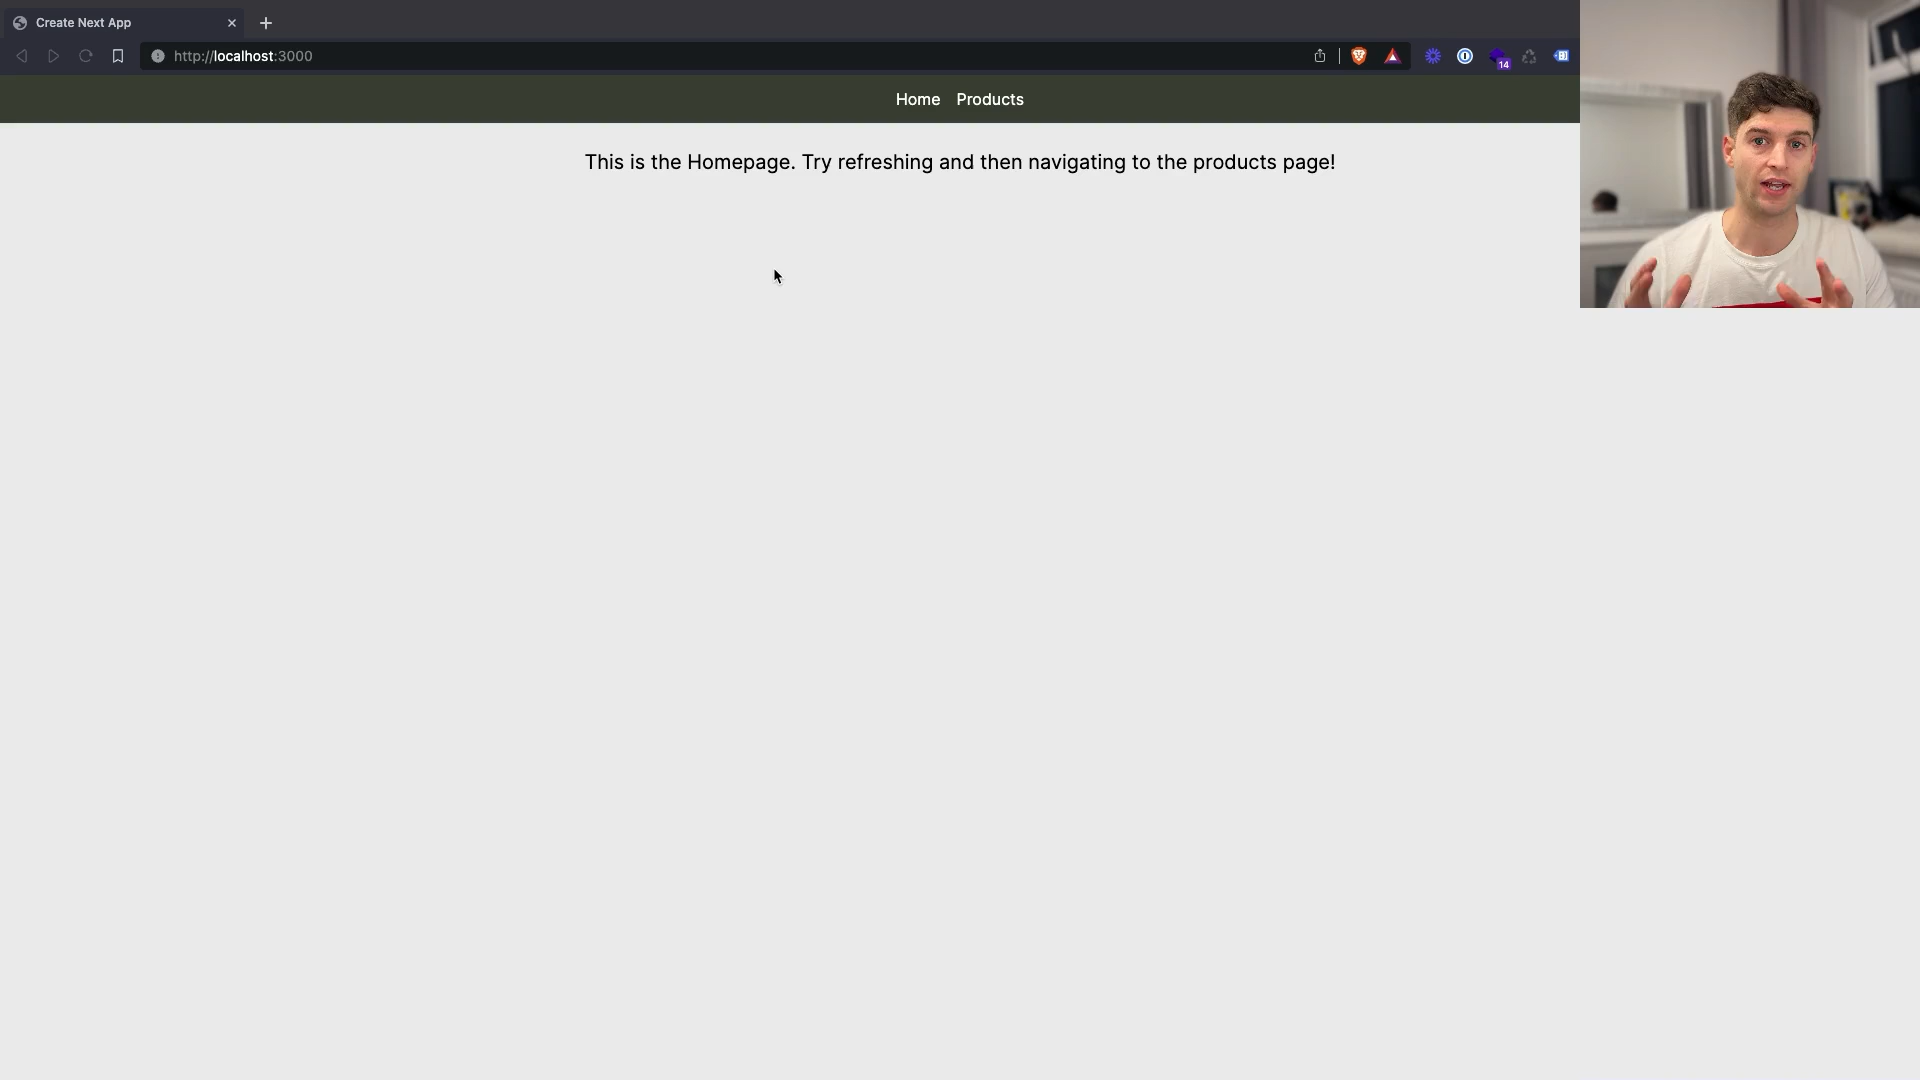 Create Next App
http://localhost:3000
14
Home Products
This is the Homepage. Try refreshing and then navigating to the products page!